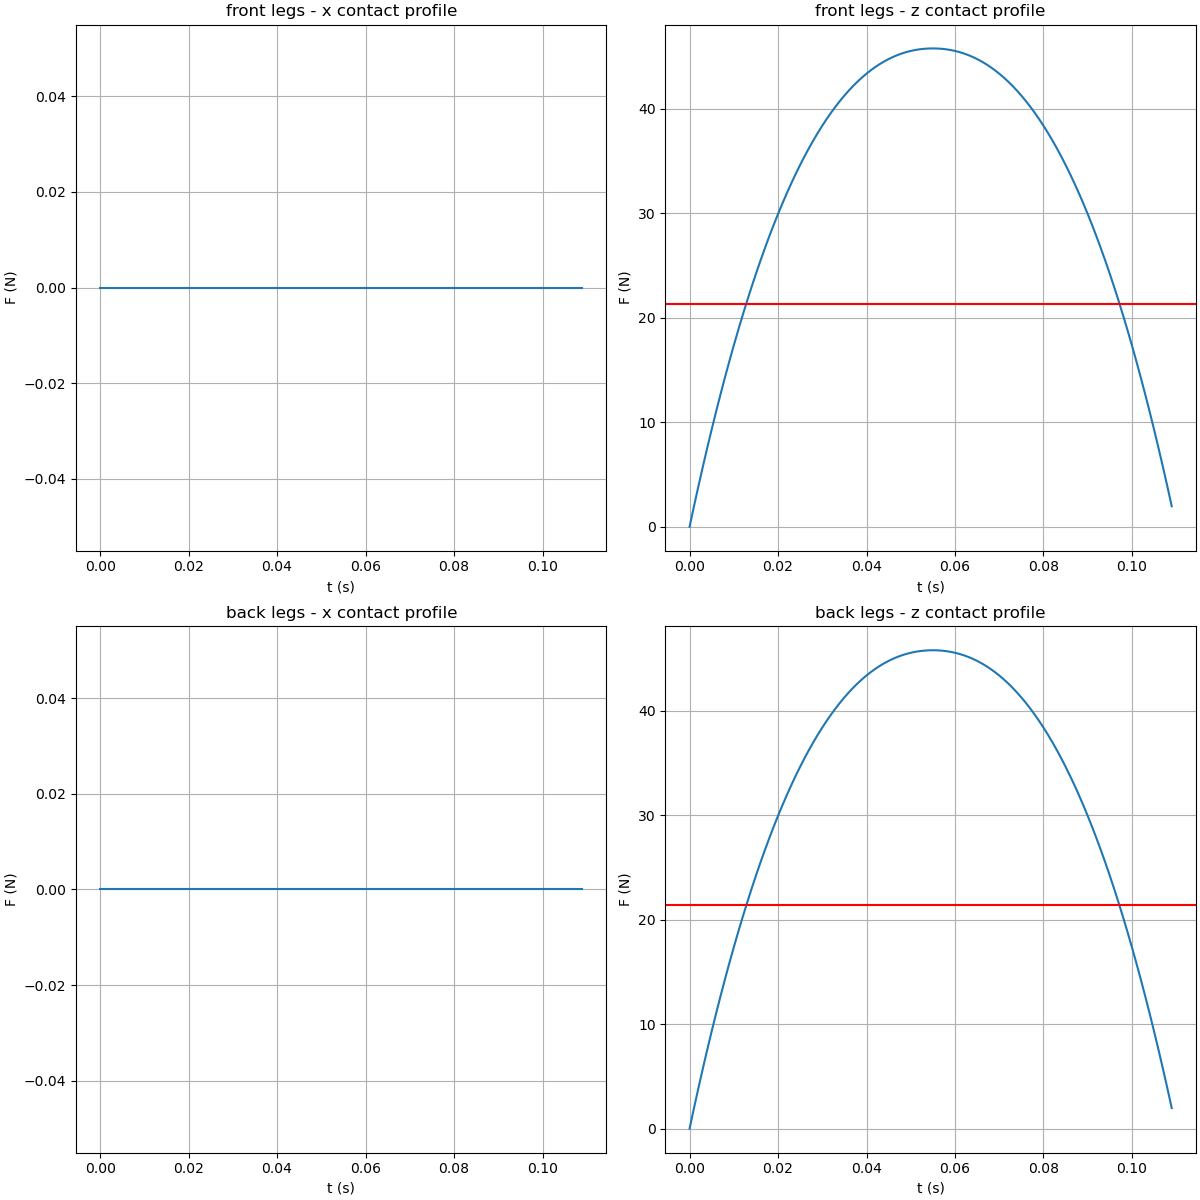 front legs - x contact profile
F (N)
0.04
0.02
0.00
−0.02
−0.04
0.00 0.02 0.04 0.06 0.08 0.10
t (s)
front legs - z contact profile
F (N)
40
30
20
10
0
0.00 0.02 0.04 0.06 0.08 0.10
t (s)
back legs - x contact profile
F (N)
0.04
0.02
0.00
−0.02
−0.04
0.00 0.02 0.04 0.06 0.08 0.10
t (s)
back legs - z contact profile
F (N)
40
30
20
10
0
0.00 0.02 0.04 0.06 0.08 0.10
t (s)